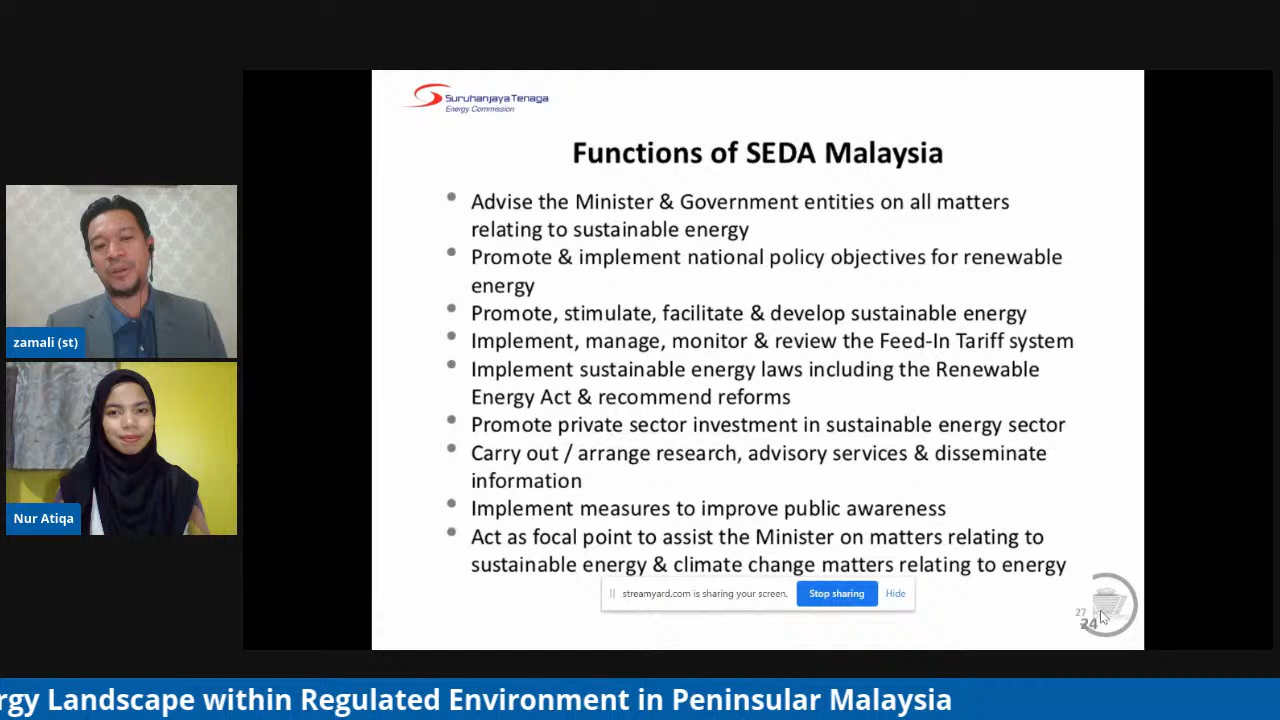 Suruhanjaya Tenaga
Energy Commission
Functions of SEDA Malaysia
• Advise the Minister & Government entities on all matters
relating to sustainable energy
• Promote & implement national policy objectives for renewable
energy
• Promote, stimulate, facilitate & develop sustainable energy
• Implement, manage, monitor & review the Feed-In Tariff system
• Implement sustainable energy laws including the Renewable
Energy Act & recommend reforms
• Promote private sector investment in sustainable energy sector
• Carry out / arrange research, advisory services & disseminate
information
• Implement measures to improve public awareness
• Act as focal point to assist the Minister on matters relating to
sustainable energy & climate change matters relating to energy
streamyard.com is sharing your screen.
Stop sharing
Hide
27
24
zamali (st)
Nur Atiqa
rgy Landscape within Regulated Environment in Peninsular Malaysia